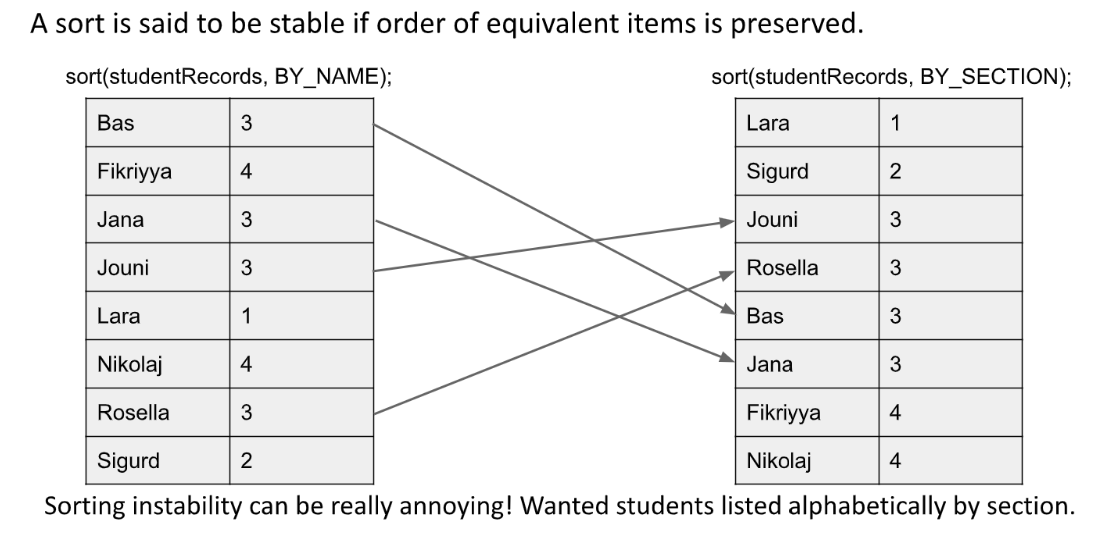 A sort is said to be stable if order of equivalent items is preserved.
sort(studentRecords, BY_NAME);
Bas 3
Fikriyya 4
Jana 3
Jouni 3
Lara 1
Nikolaj 4
Rosella 3
Sigurd 2
sort(studentRecords, BY_SECTION);
Lara 1
Sigurd 2
Jouni 3
Rosella 3
Bas 3
Jana 3
Fikriyya 4
Nikolaj 4
Sorting instability can be really annoying! Wanted students listed alphabetically by section.